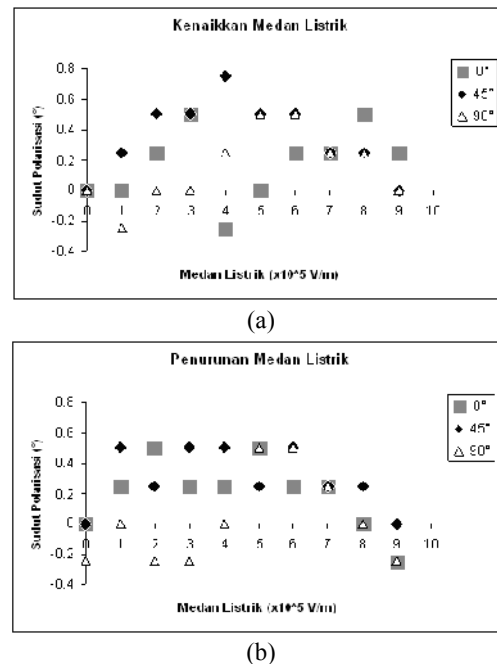 Kenaikkan Medan Listrik
Sudut Polarisasi (°)
0.8
0.6
0.4
0.2
0
-0.2
-0.4
0 1 2 3 4 5 6 7 8 9 10
Medan Listrik (x10^5 V/m)
0°
45°
90°
(a)
Penurunan Medan Listrik
Sudut Polarisasi (°)
0.8
0.6
0.4
0.2
0
-0.2
-0.4
0 1 2 3 4 5 6 7 8 9 10
Medan Listrik (x10^5 V/m)
0°
45°
90°
(b)